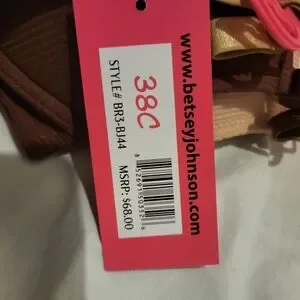 www.betseyjohnson.com
38C
STYLE# BR3-BJ44
MSRP: $68.00